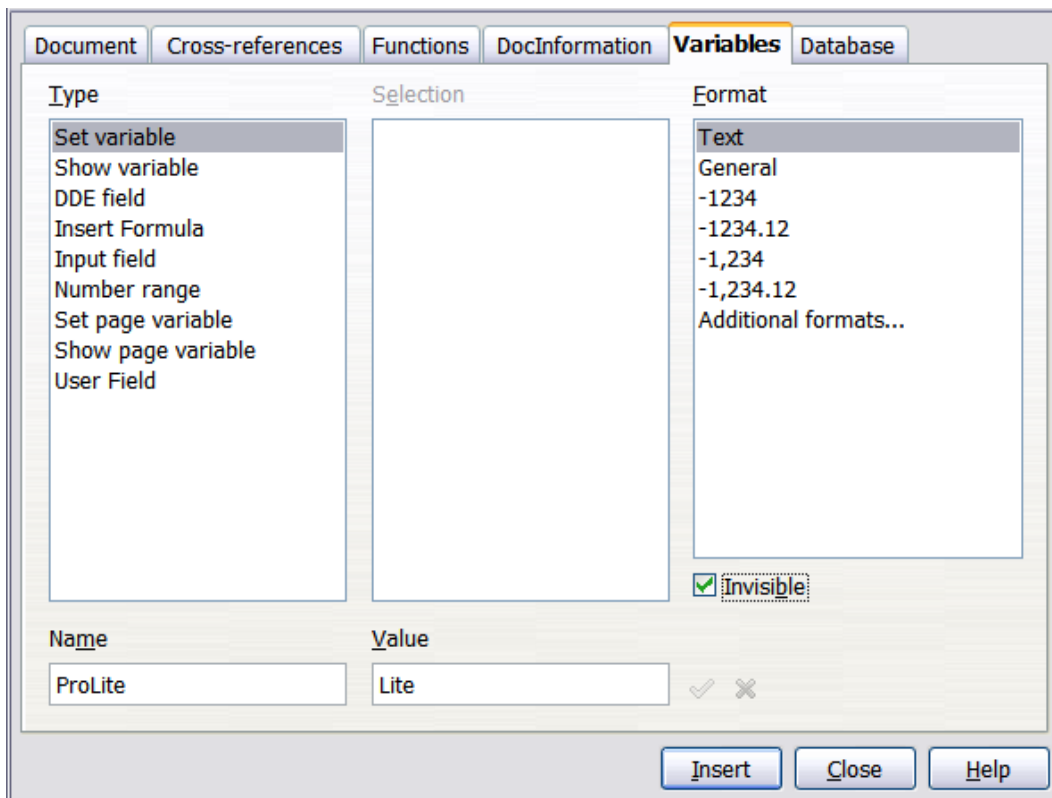 Document Cross-references Functions DocInformation Variables Database
Type
Set variable
Show variable
DDE field
Insert Formula
Input field
Number range
Set page variable
Show page variable
User Field
Selection
Format
Text
General
-1234
-1234.12
-1,234
-1,234.12
Additional formats...
Invisible
Name
ProLite
Value
Lite
Insert Close Help